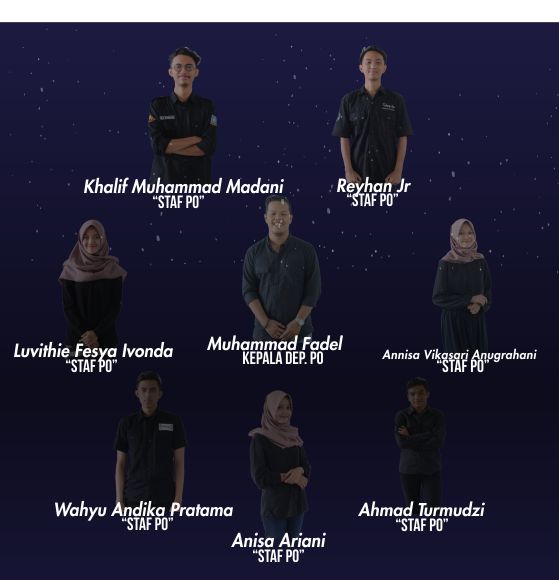 Khalif Muhammad Madani
"STAF PO"
Reyhan Jr
"STAF PO"
Luvithie Fesya Ivonda
"STAF PO"
Muhammad Fadel
KEPALA DEP. PO
Annisa Vikasari Anugrahani
"STAF PO"
Wahyu Andika Pratama
"STAF PO"
Anisa Ariani
"STAF PO"
Ahmad Turmudzi
"STAF PO"